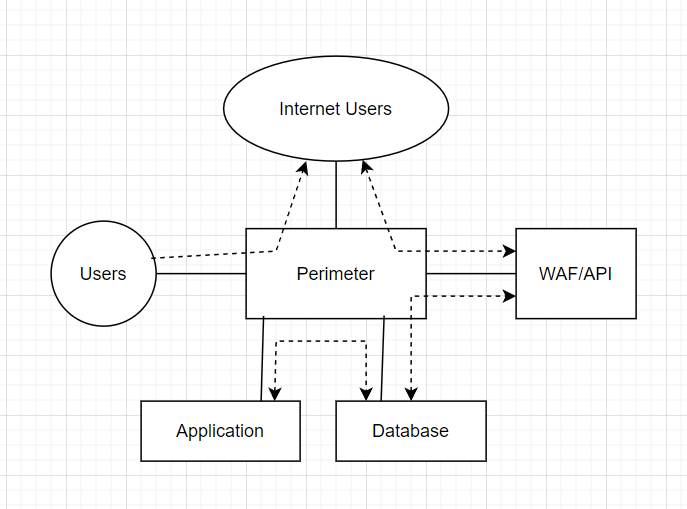 Internet Users
Users
Perimeter
WAF/API
Application
Database